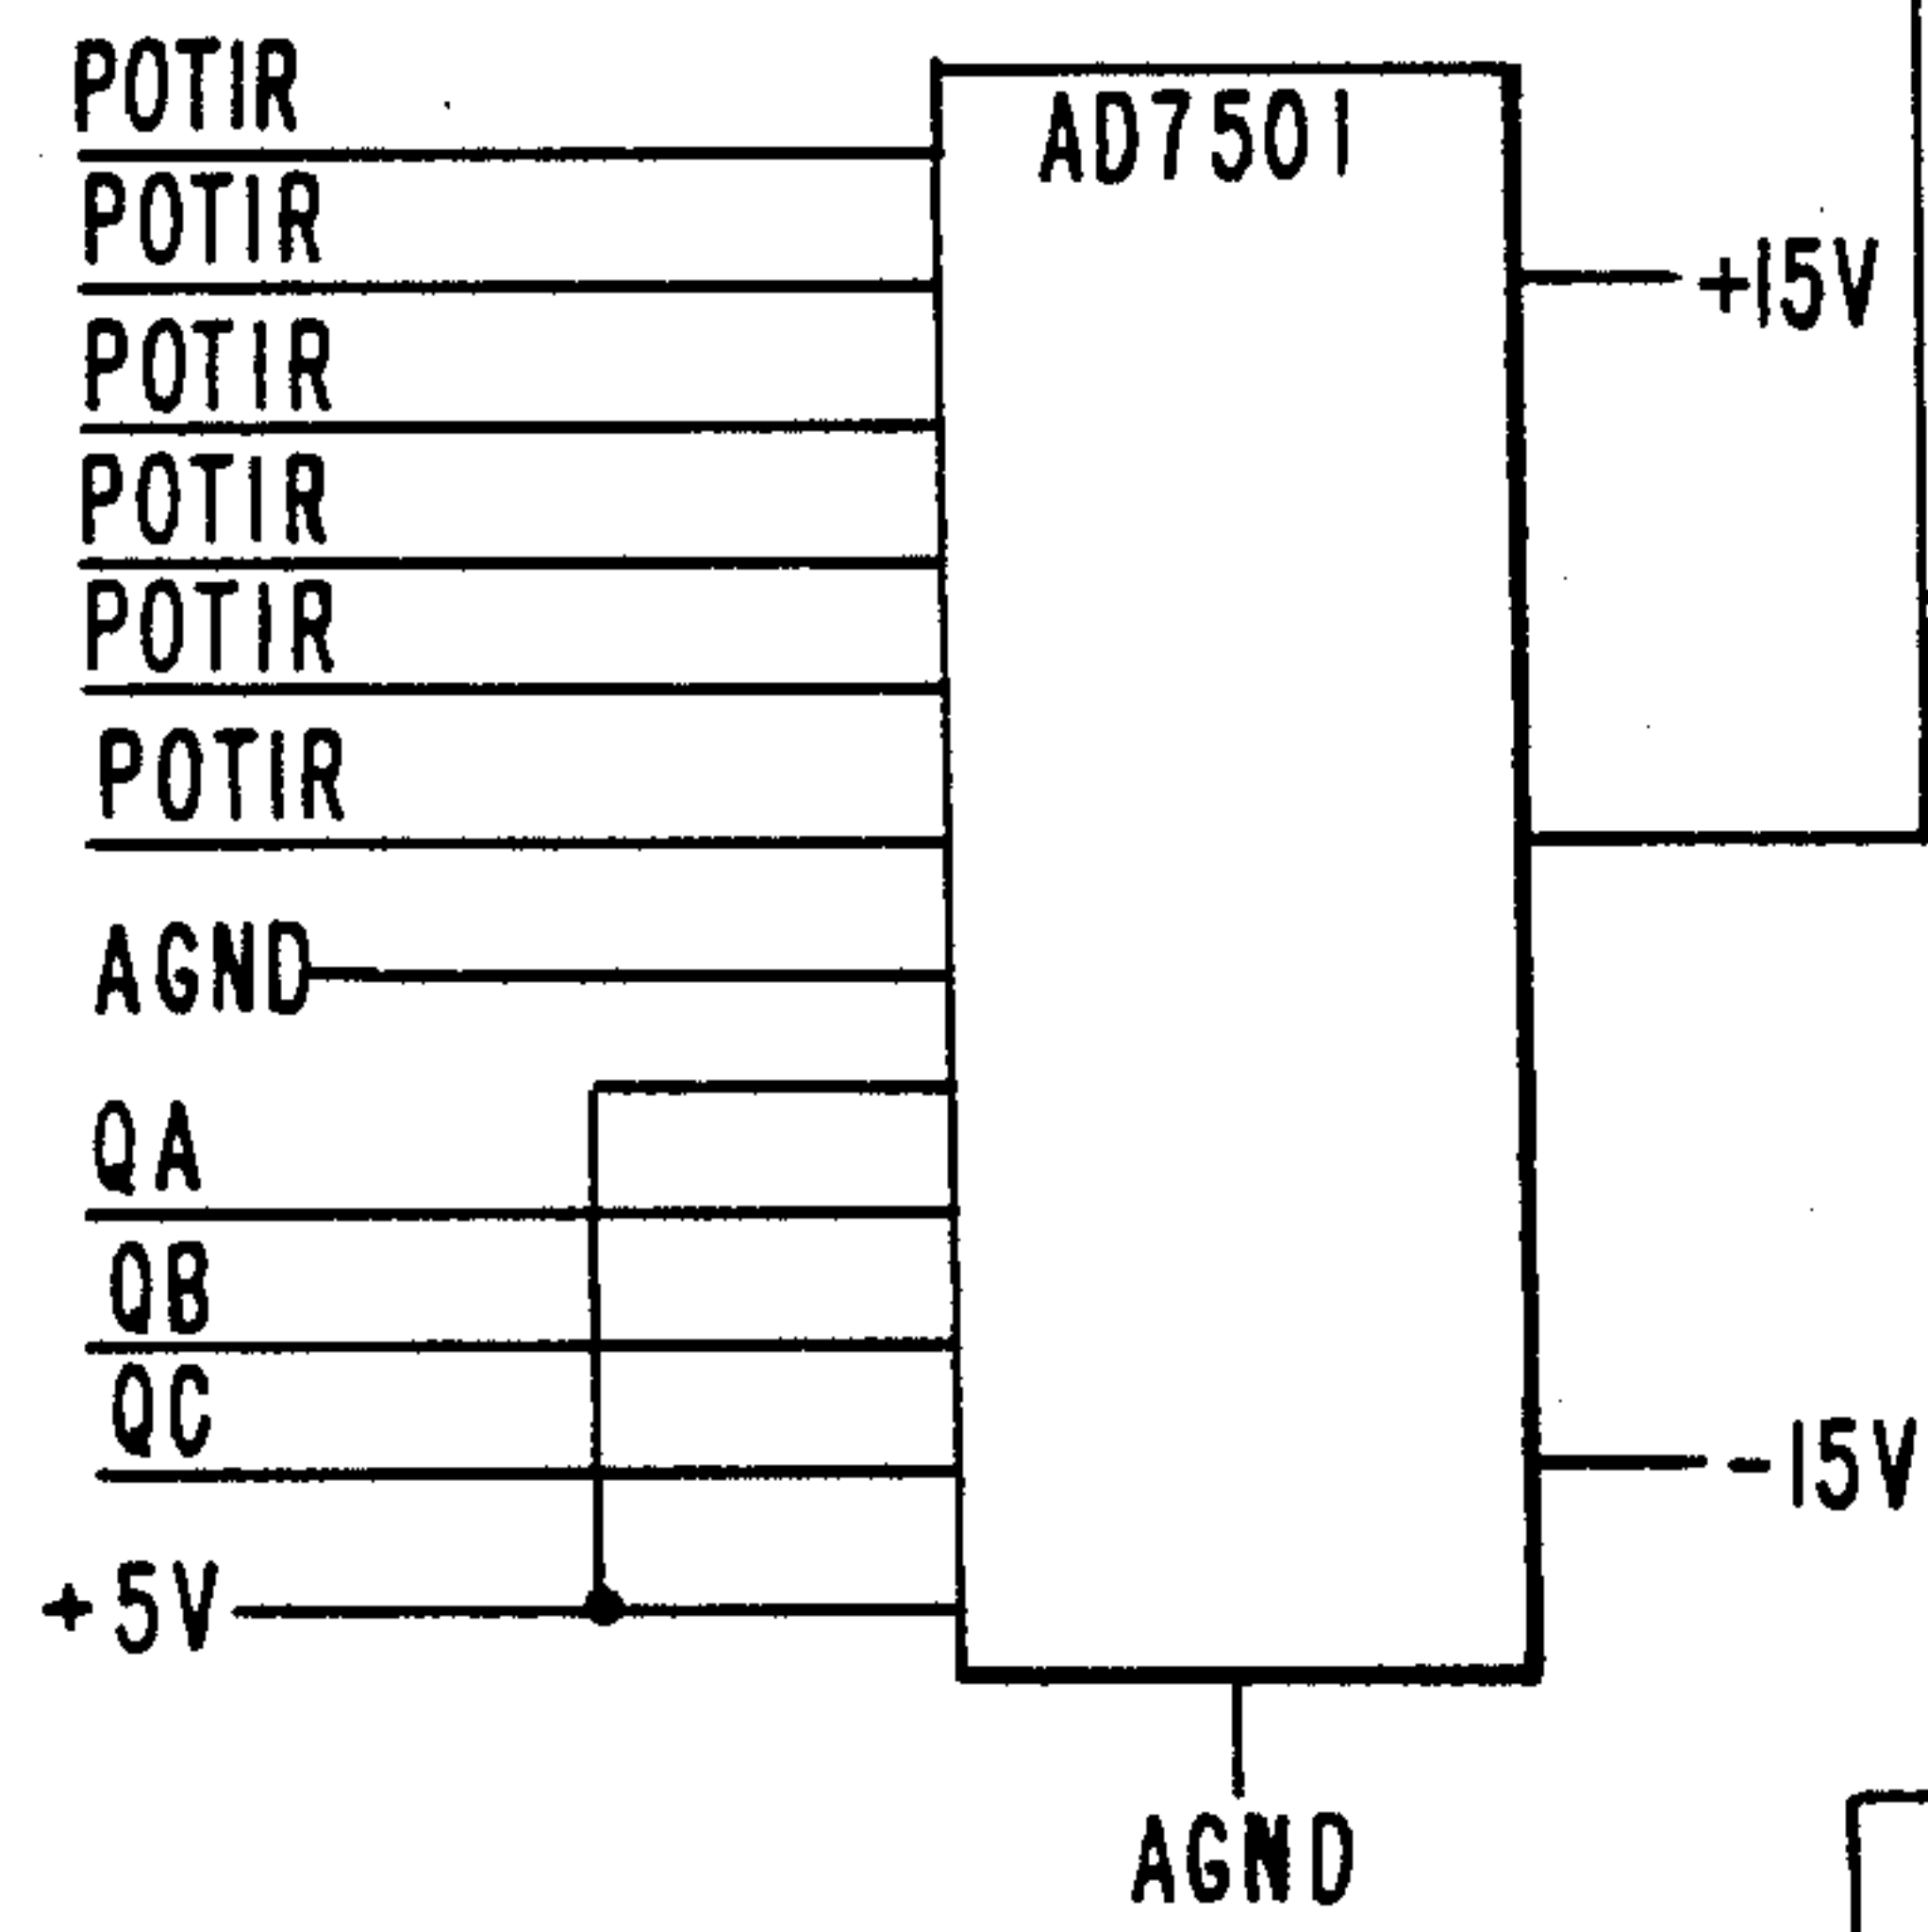 POTIR
AD7501
POTIR
+15V
POTIR
POTIR
POTIR
POTIR
AGND
QA
QB
QC
-15V
+5V
AGND